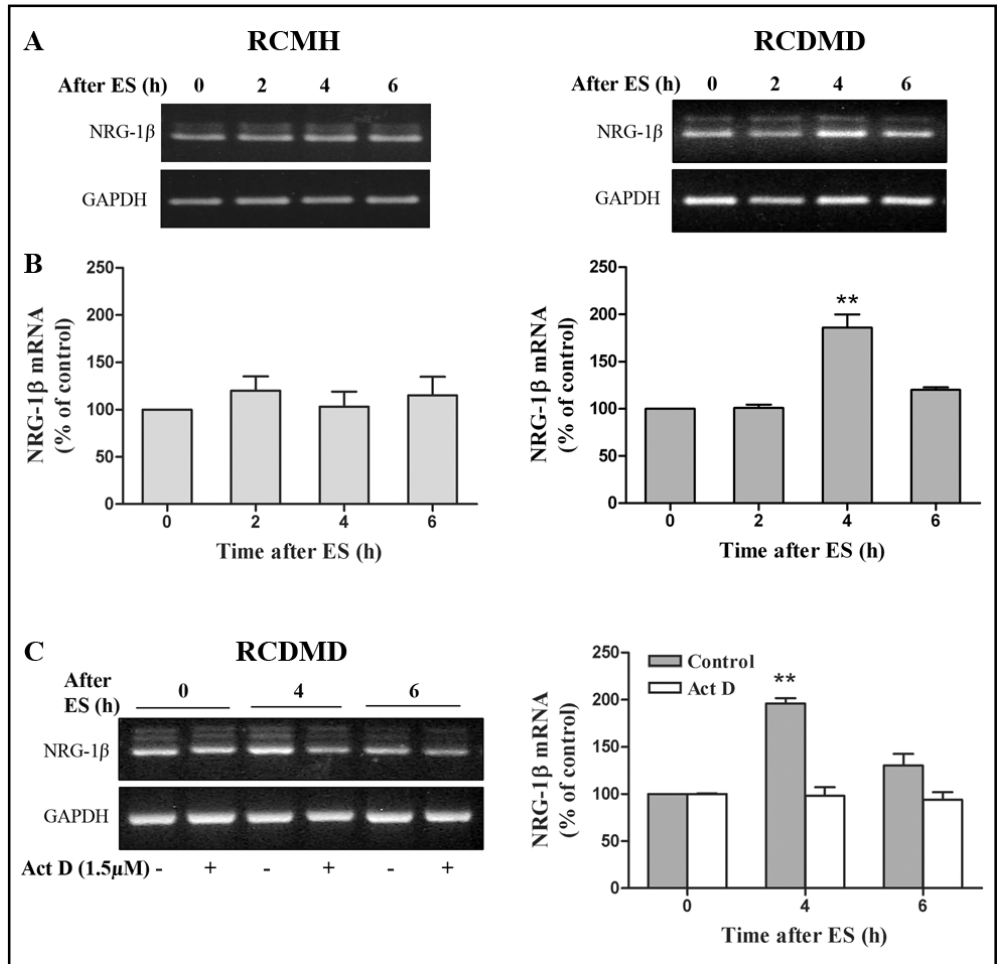 A
RCMH
RCDMD
After ES (h) 0 2 4 6
NRG-1β
GAPDH
After ES (h) 0 2 4 6
NRG-1β
GAPDH
B
NRG-1β mRNA
(% of control)
250
200
150
100
50
0
0 2 4 6
Time after ES (h)
NRG-1β mRNA
(% of control)
250
200
150
100
50
0
**
0 2 4 6
Time after ES (h)
C
RCDMD
After
ES (h)
0 4 6
NRG-1β
GAPDH
Act D (1.5µM) - + - + - +
NRG-1β mRNA
(% of control)
250
200
150
100
50
0
Control
Act D
**
0 4 6
Time after ES (h)